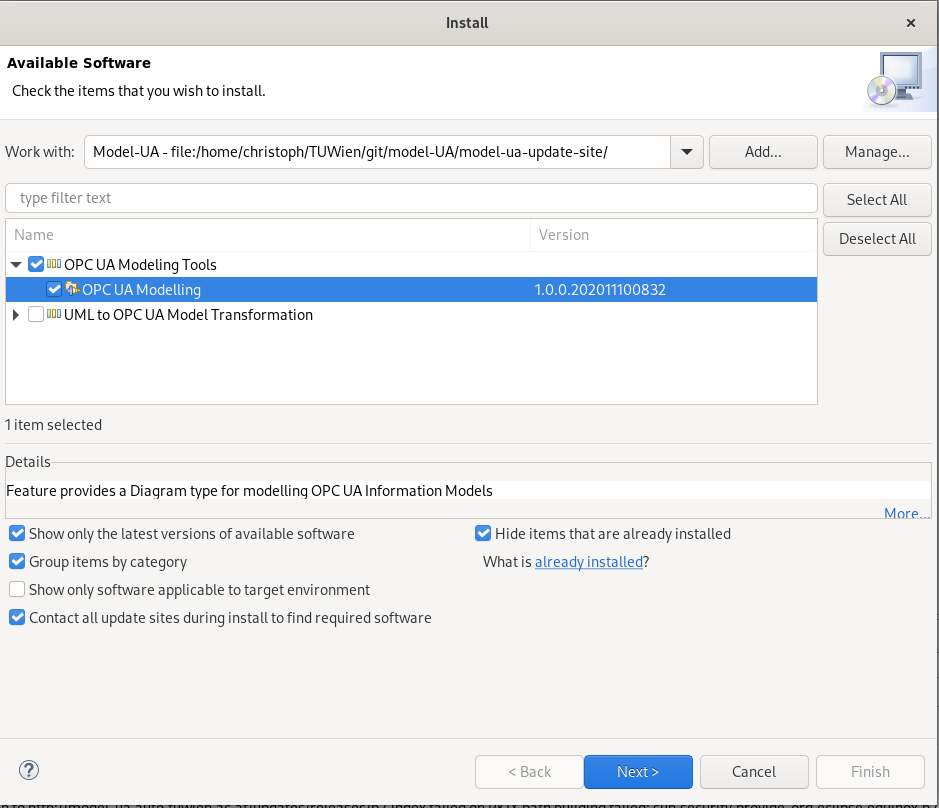 Install
Available Software
Check the items that you wish to install.
Work with: Model-UA - file:/home/christoph/TUWien/git/model-UA/model-ua-update-site/ Add... Manage...
type filter text Select All
Name Version
Deselect All
OPC UA Modeling Tools
OPC UA Modelling 1.0.0.202011100832
UML to OPC UA Model Transformation
1 item selected
Details
Feature provides a Diagram type for modelling OPC UA Information Models
More...
Show only the latest versions of available software Hide items that are already installed
Group items by category What is already installed?
Show only software applicable to target environment
Contact all update sites during install to find required software
< Back Next > Cancel Finish